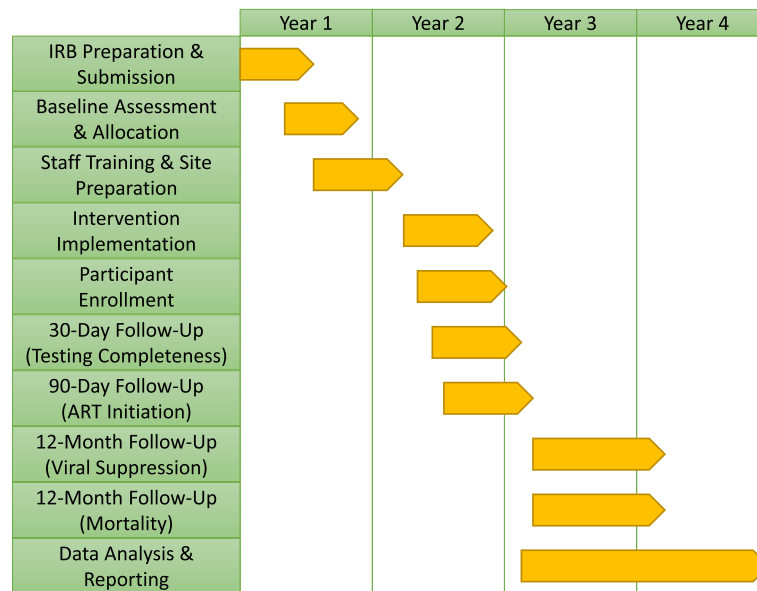 Year 1 Year 2 Year 3 Year 4
IRB Preparation &
Submission
Baseline Assessment
& Allocation
Staff Training & Site
Preparation
Intervention
Implementation
Participant
Enrollment
30-Day Follow-Up
(Testing Completeness)
90-Day Follow-Up
(ART Initiation)
12-Month Follow-Up
(Viral Suppression)
12-Month Follow-Up
(Mortality)
Data Analysis &
Reporting